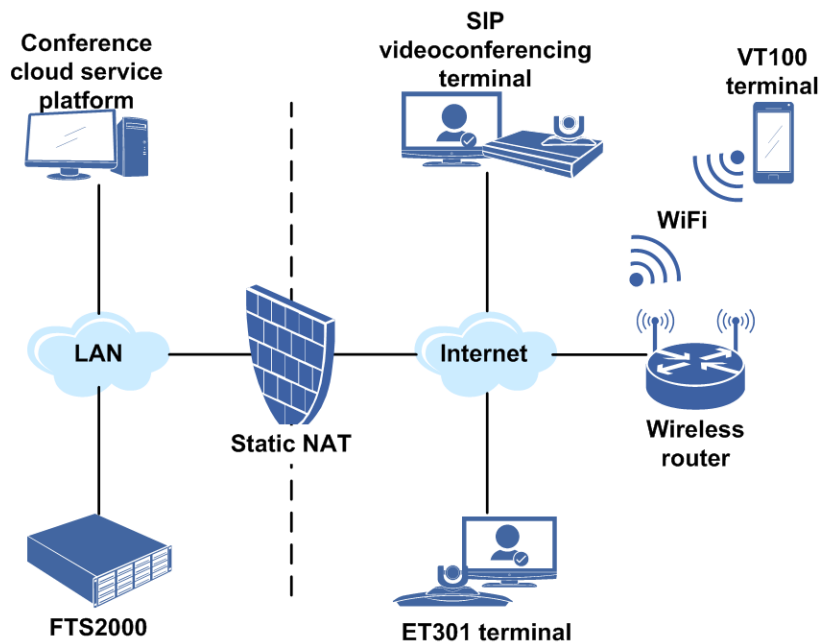 Conference
cloud service
platform
SIP
videoconferencing
terminal
VT100
terminal
WiFi
LAN
Internet
Static NAT
Wireless
router
FTS2000
ET301 terminal